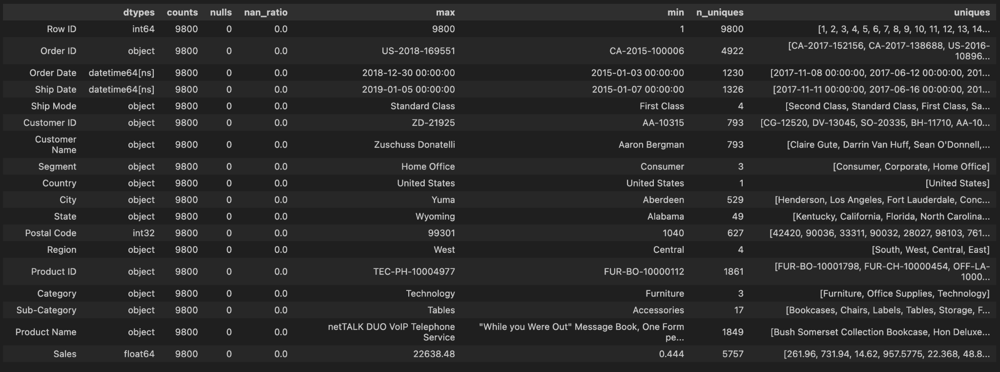 dtypes counts nulls nan_ratio max min n_uniques uniques
Row ID int64 9800 0 0.0 9800 1 9800 [1, 2, 3, 4, 5, 6, 7, 8, 9, 10, 11, 12, 13, 14...
Order ID object 9800 0 0.0 US-2018-169551 CA-2015-100006 4922 [CA-2017-152156, CA-2017-138688, US-2016-
10896...
Order Date datetime64[ns] 9800 0 0.0 2018-12-30 00:00:00 2015-01-03 00:00:00 1230 [2017-11-08 00:00:00, 2017-06-12 00:00:00, 201...
Ship Date datetime64[ns] 9800 0 0.0 2019-01-05 00:00:00 2015-01-07 00:00:00 1326 [2017-11-11 00:00:00, 2017-06-16 00:00:00, 201...
Ship Mode object 9800 0 0.0 Standard Class First Class 4 [Second Class, Standard Class, First Class, Sa...
Customer ID object 9800 0 0.0 ZD-21925 AA-10315 793 [CG-12520, DV-13045, SO-20335, BH-11710, AA-10...
Customer
Name object 9800 0 0.0 Zuschuss Donatelli Aaron Bergman 793 [Claire Gute, Darrin Van Huff, Sean O'Donnell,...
Segment object 9800 0 0.0 Home Office Consumer 3 [Consumer, Corporate, Home Office]
Country object 9800 0 0.0 United States United States 1 [United States]
City object 9800 0 0.0 Yuma Aberdeen 529 [Henderson, Los Angeles, Fort Lauderdale, Conc...
State object 9800 0 0.0 Wyoming Alabama 49 [Kentucky, California, Florida, North Carolina...
Postal Code int32 9800 0 0.0 99301 1040 627 [42420, 90036, 33311, 90032, 28027, 98103, 761...
Region object 9800 0 0.0 West Central 4 [South, West, Central, East]
Product ID object 9800 0 0.0 TEC-PH-10004977 FUR-BO-10000112 1861 [FUR-BO-10001798, FUR-CH-10000454, OFF-LA-
1000...
Category object 9800 0 0.0 Technology Furniture 3 [Furniture, Office Supplies, Technology]
Sub-Category object 9800 0 0.0 Tables Accessories 17 [Bookcases, Chairs, Labels, Tables, Storage, F...
Product Name object 9800 0 0.0 netTALK DUO VoIP Telephone
Service "While you Were Out" Message Book, One Form
pe... 1849 [Bush Somerset Collection Bookcase, Hon Deluxe...
Sales float64 9800 0 0.0 22638.48 0.444 5757 [261.96, 731.94, 14.62, 957.5775, 22.368, 48.8...